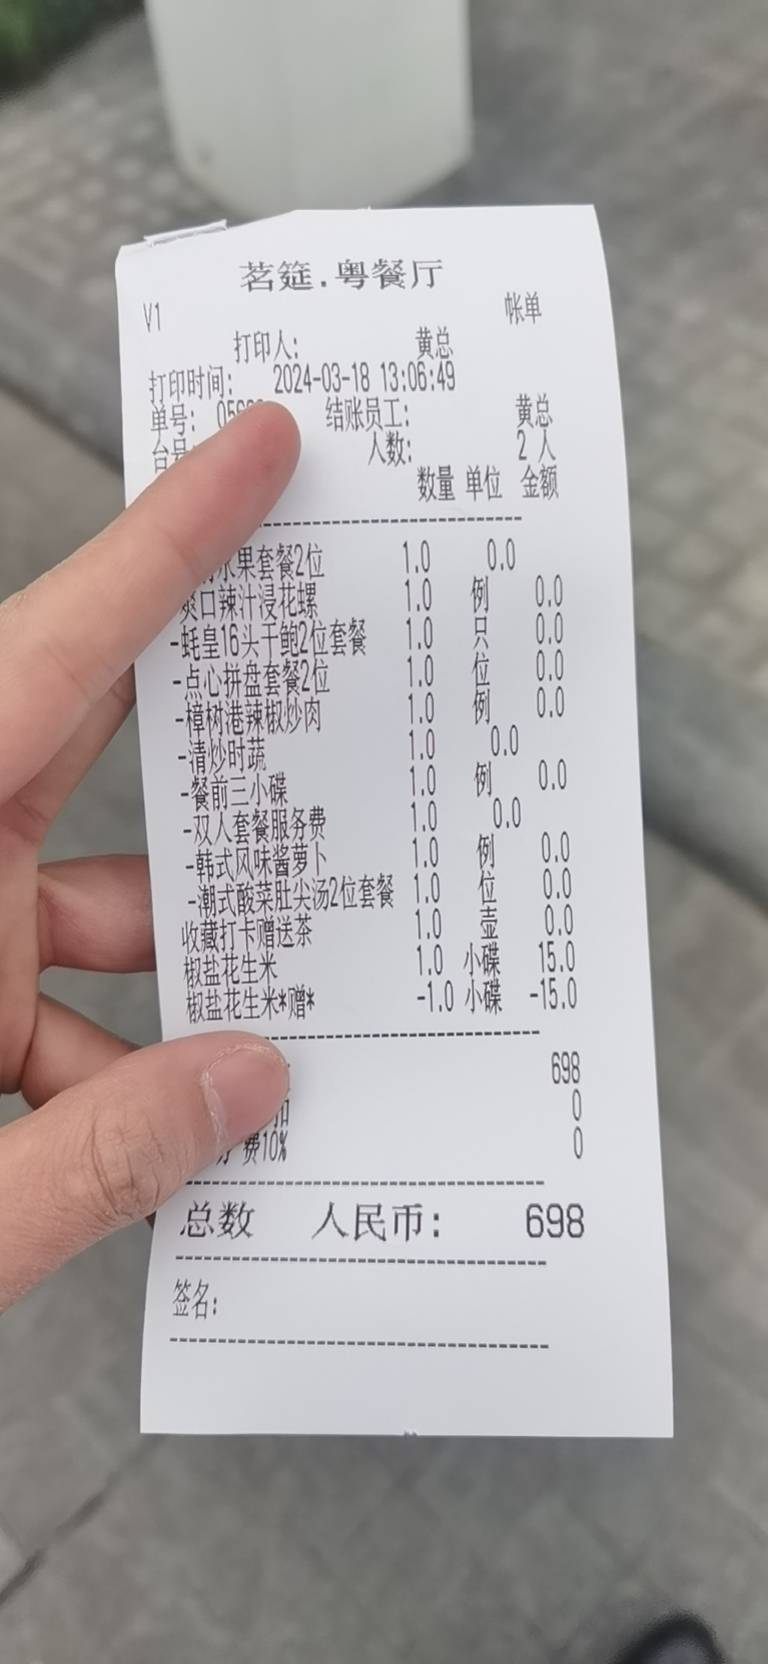 茗筵.粤餐厅
V1 帐单
打印人: 黄总
打印时间: 2024-03-18 13:06:49
单号: 结账员工: 黄总
台号 人数: 2 人
数量 单位 金额
水果套餐2位 1.0 0.0
爽口辣汁浸花螺 1.0 例 0.0
-蚝皇16头干鲍2位套餐 1.0 只 0.0
-点心拼盘套餐2位 1.0 位 0.0
-樟树港辣椒炒肉 1.0 例 0.0
-清炒时蔬 1.0 0.0
-餐前三小碟 1.0 例 0.0
-双人套餐服务费 1.0 0.0
-韩式风味酱萝卜 1.0 例 0.0
-潮式酸菜肚尖汤2位套餐 1.0 位 0.0
收藏打卡赠送茶 1.0 壶 0.0
椒盐花生米 1.0 小碟 15.0
椒盐花生米*赠* -1.0 小碟 -15.0
698
0
费10% 0
总数 人民币: 698
签名: